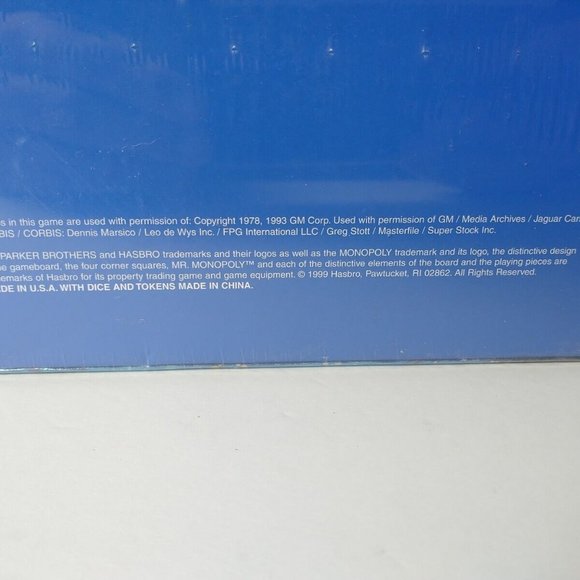 s in this game are used with permission of: Copyright 1978, 1993 GM Corp. Used with permission of GM / Media Archives / Jaguar Cars
BIS / CORBIS: Dennis Marsico / Leo de Wys Inc. / FPG International LLC / Greg Stott / Masterfile / Super Stock Inc.
PARKER BROTHERS and HASBRO trademarks and their logos as well as the MONOPOLY trademark and its logo, the distinctive design
e gameboard, the four corner squares, MR. MONOPOLY™ and each of the distinctive elements of the board and the playing pieces are
emarks of Hasbro for its property trading game and game equipment. © 1999 Hasbro, Pawtucket, RI 02862. All Rights Reserved.
DE IN U.S.A. WITH DICE AND TOKENS MADE IN CHINA.